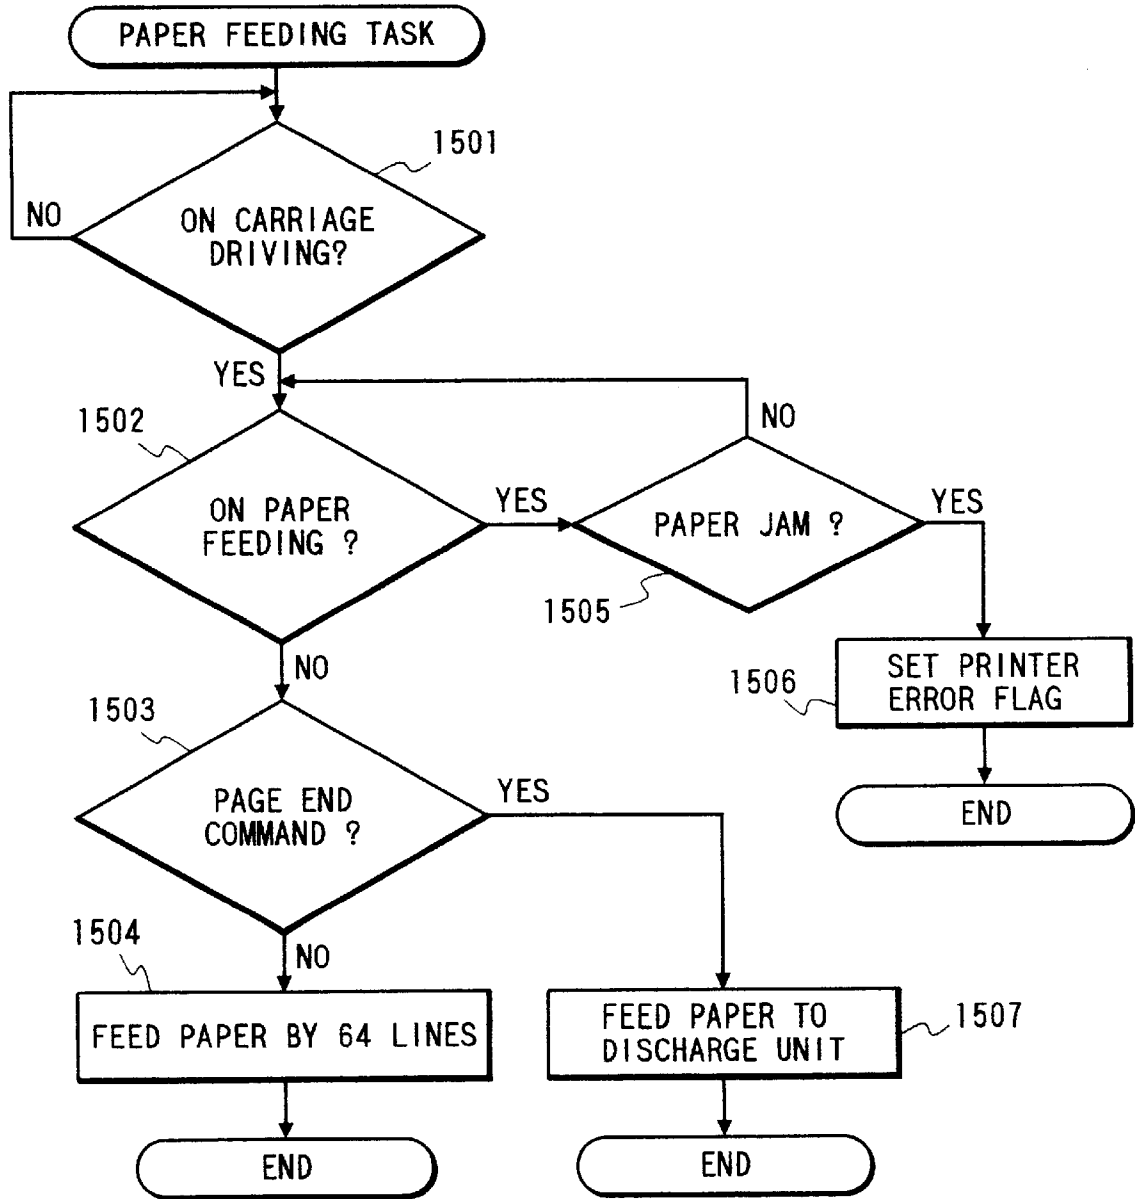 PAPER FEEDING TASK
1501
NO
ON CARRIAGE
DRIVING?
YES
1502
NO
ON PAPER
FEEDING ?
YES
PAPER JAM ?
YES
1505
NO
SET PRINTER
ERROR FLAG
1506
1503
PAGE END
COMMAND ?
YES
END
1504
NO
FEED PAPER BY 64 LINES
FEED PAPER TO
DISCHARGE UNIT
1507
END
END